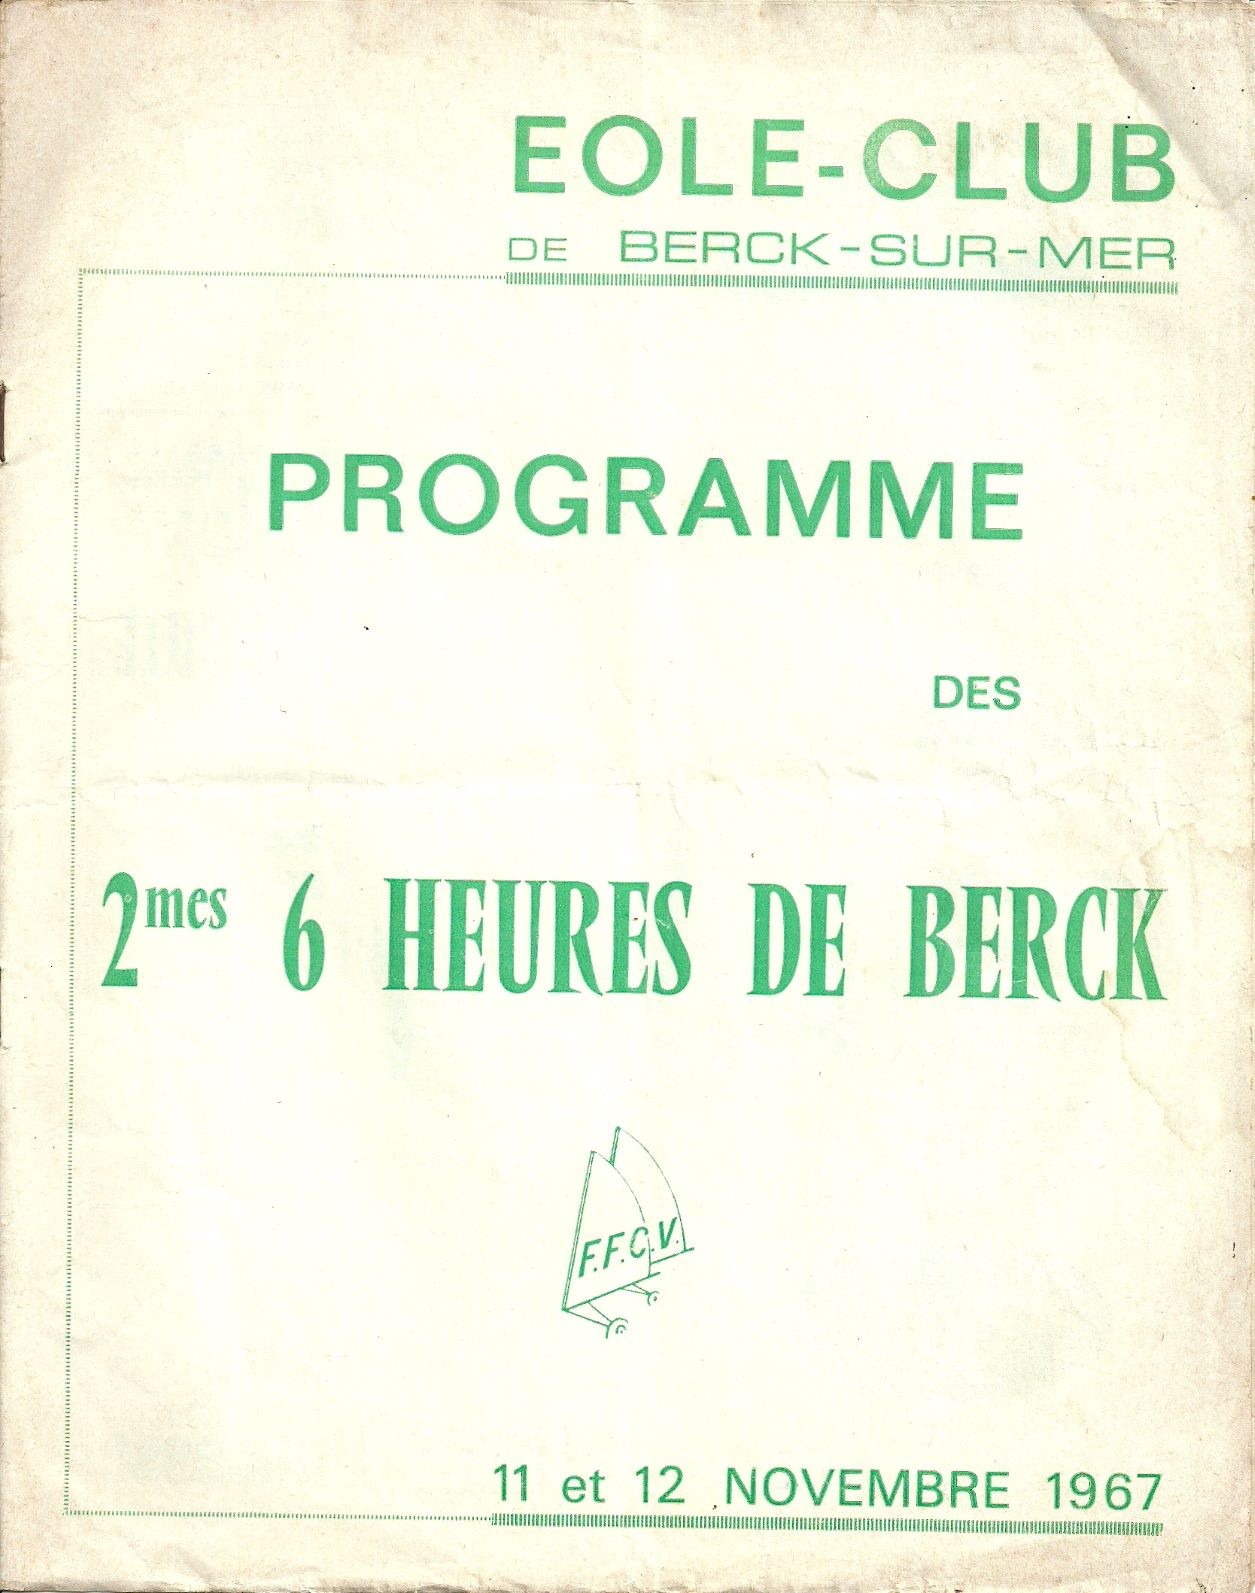 EOLE-CLUB
DE BERCK-SUR-MER
PROGRAMME
DES
2mes 6 HEURES DE BERCK
F.F.C.V.
11 et 12 NOVEMBRE 1967